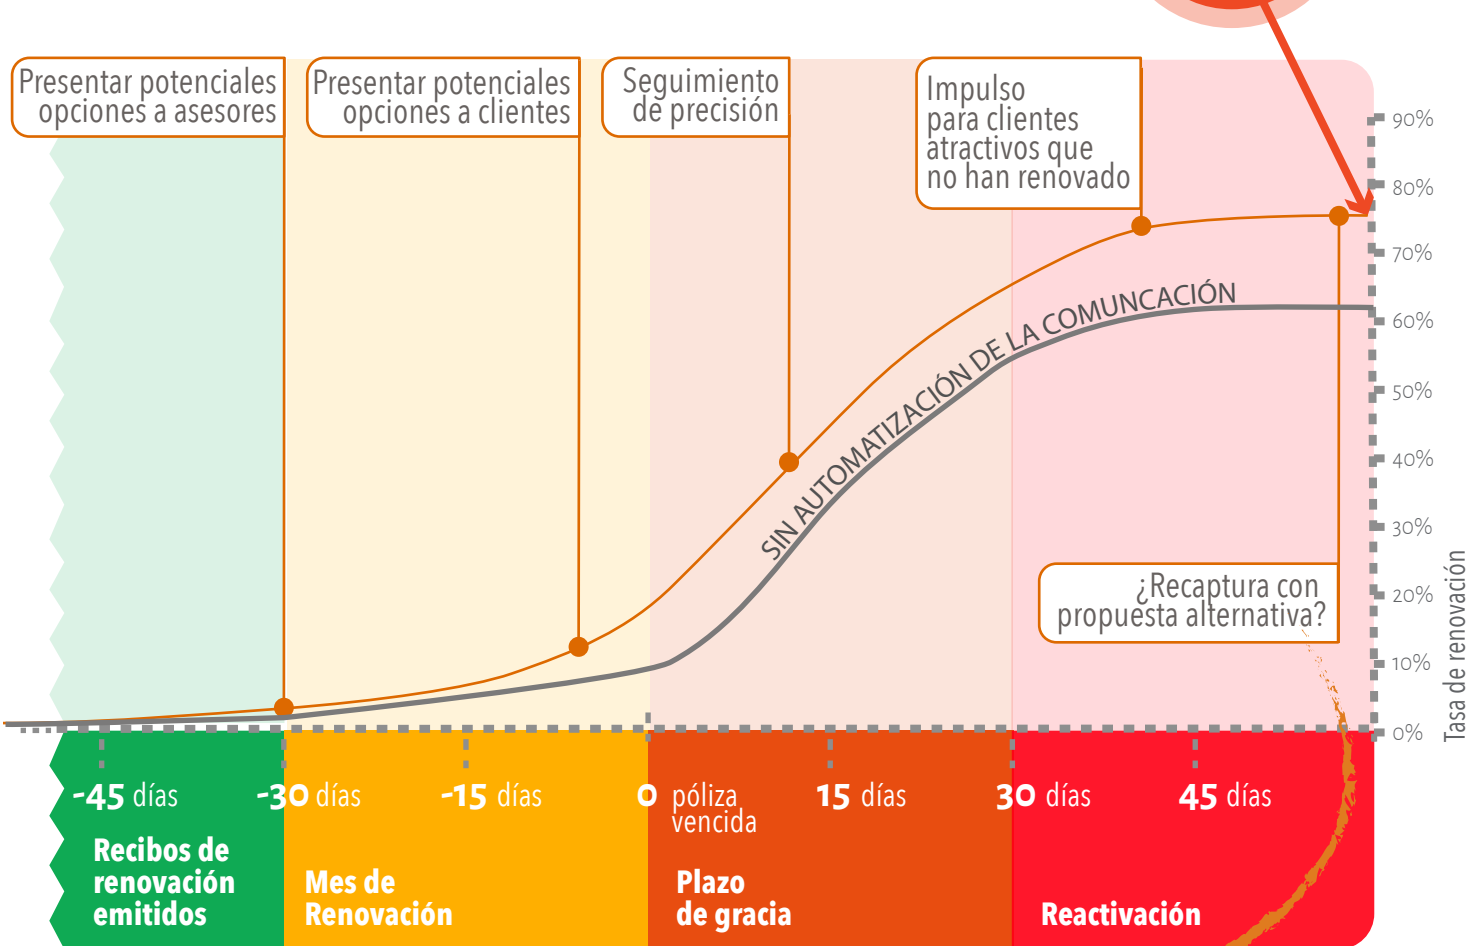 Presentar potenciales
opciones a asesores
Presentar potenciales
opciones a clientes
Seguimiento
de precisión
Impulso
para clientes
atractivos que
no han renovado
90%
80%
70%
60%
50%
40%
30%
20%
10%
0%
Tasa de renovación
SIN AUTOMATIZACIÓN DE LA COMUNCACIÓN
¿Recaptura con
propuesta alternativa?
-45 días
-30 días
-15 días
0 póliza
vencida
15 días
30 días
45 días
Recibos de
renovación
emitidos
Mes de
Renovación
Plazo
de gracia
Reactivación